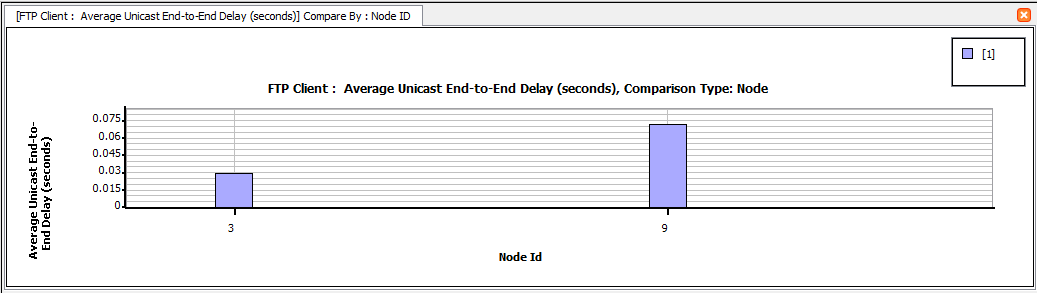 [FTP Client :  Average Unicast End-to-End Delay (seconds)] Compare By : Node ID
[1]
FTP Client :  Average Unicast End-to-End Delay (seconds), Comparison Type: Node
Average Unicast End-to-
End Delay (seconds)
0.075
0.06
0.045
0.03
0.015
0
3
9
Node Id